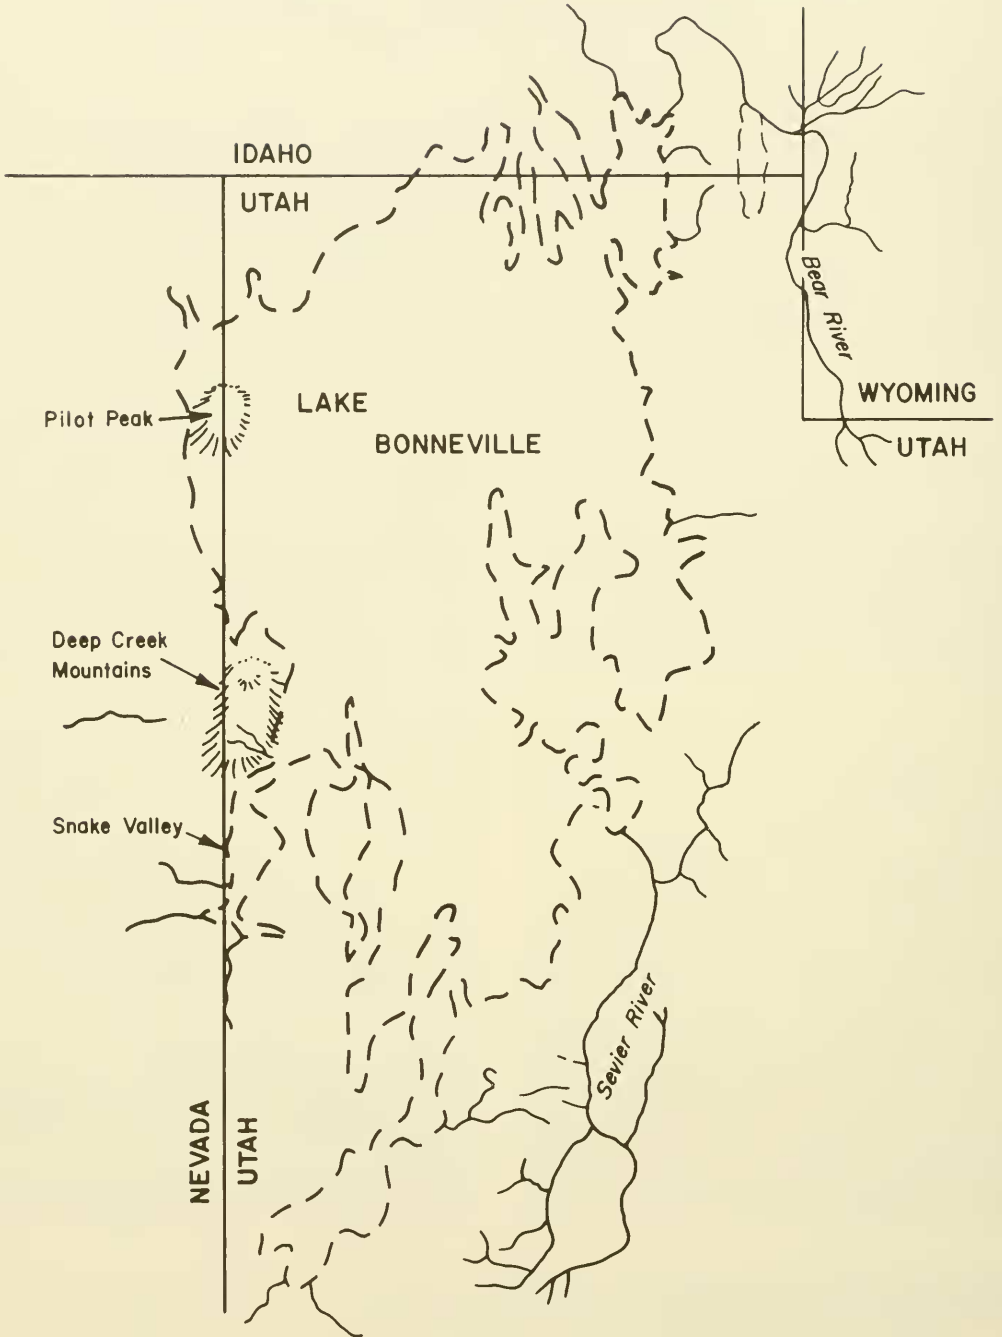 IDAHO
UTAH
Bear River
LAKE
BONNEVILLE
WYOMING
UTAH
Pilot Peak
Deep Creek
Mountains
Snake Valley
Sevier River
NEVADA
UTAH